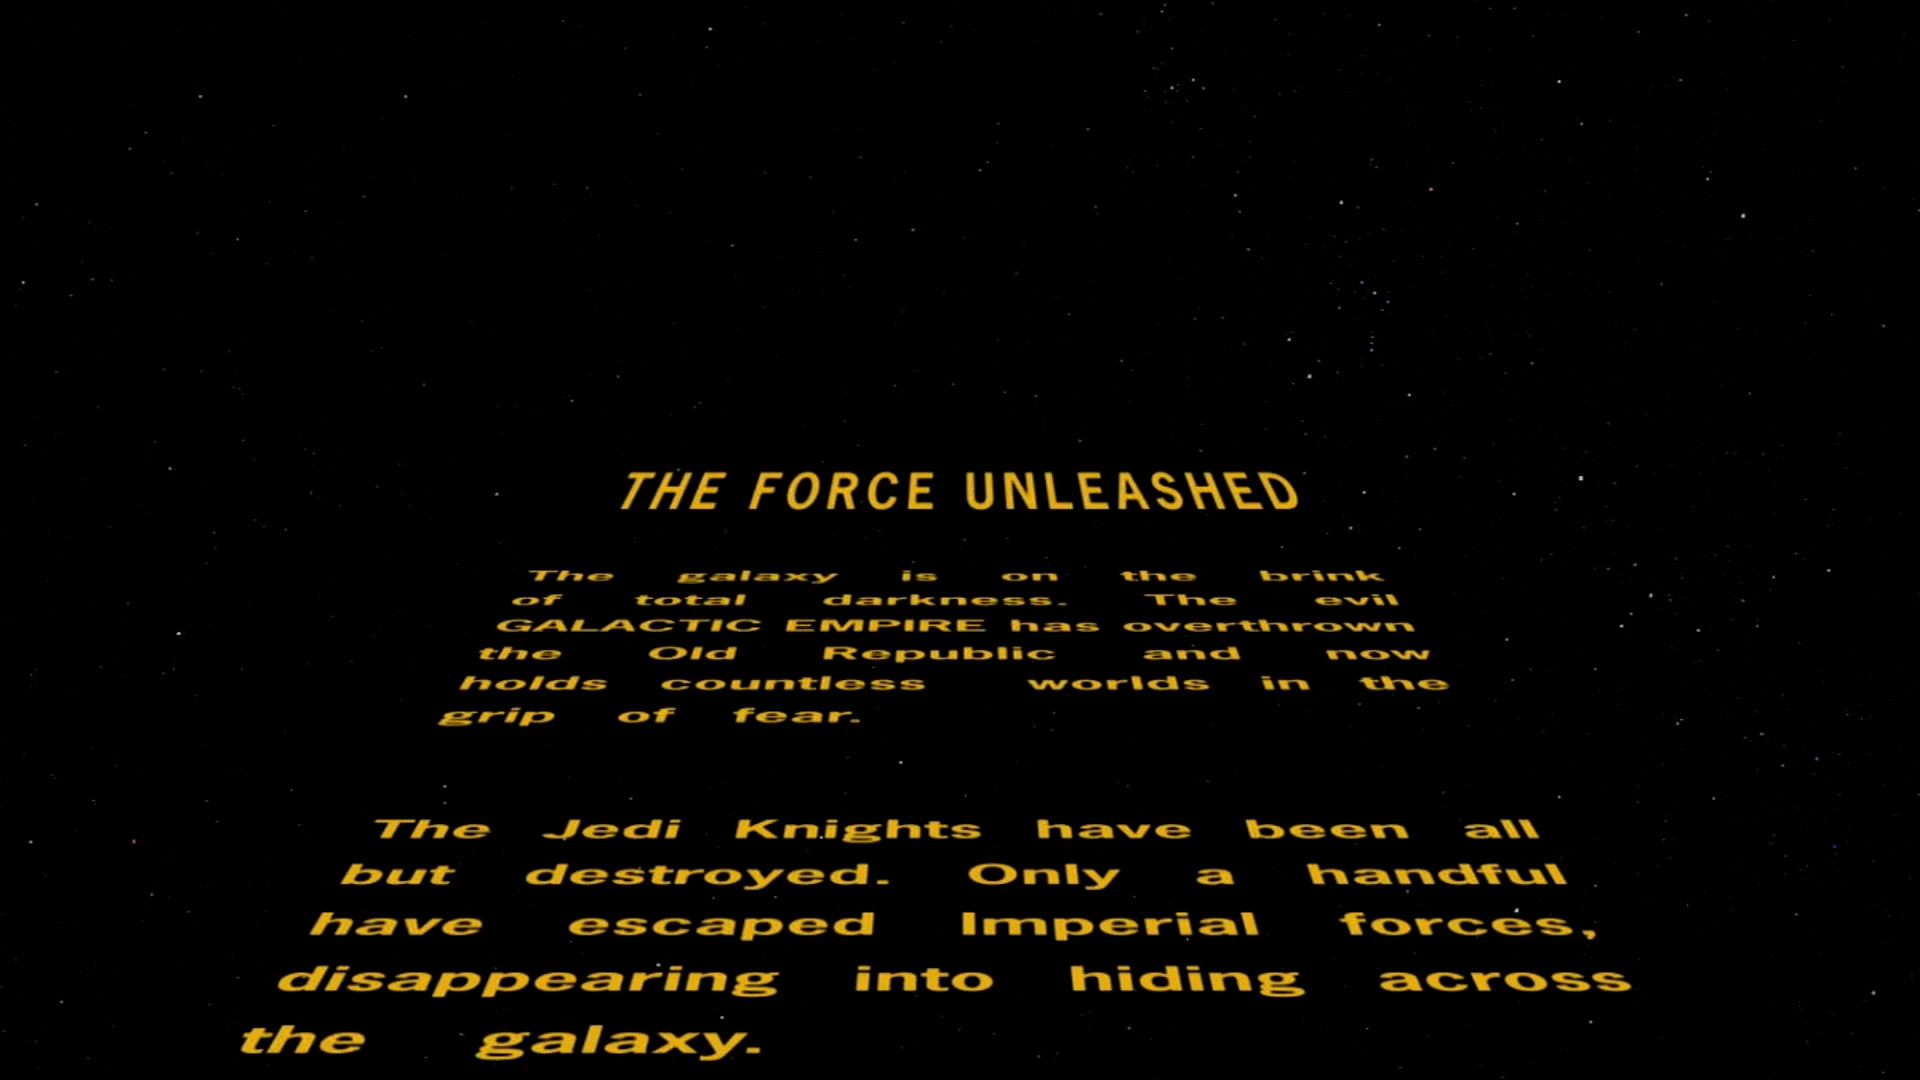 THE FORCE UNLEASHED
The galaxy is on the brink
of total darkness. The evil
GALACTIC EMPIRE has overthrown
the Old Republic and now
holds countless worlds in the
grip of fear.
The Jedi Knights have been all
but destroyed. Only a handful
have escaped Imperial forces,
disappearing into hiding across
the galaxy.